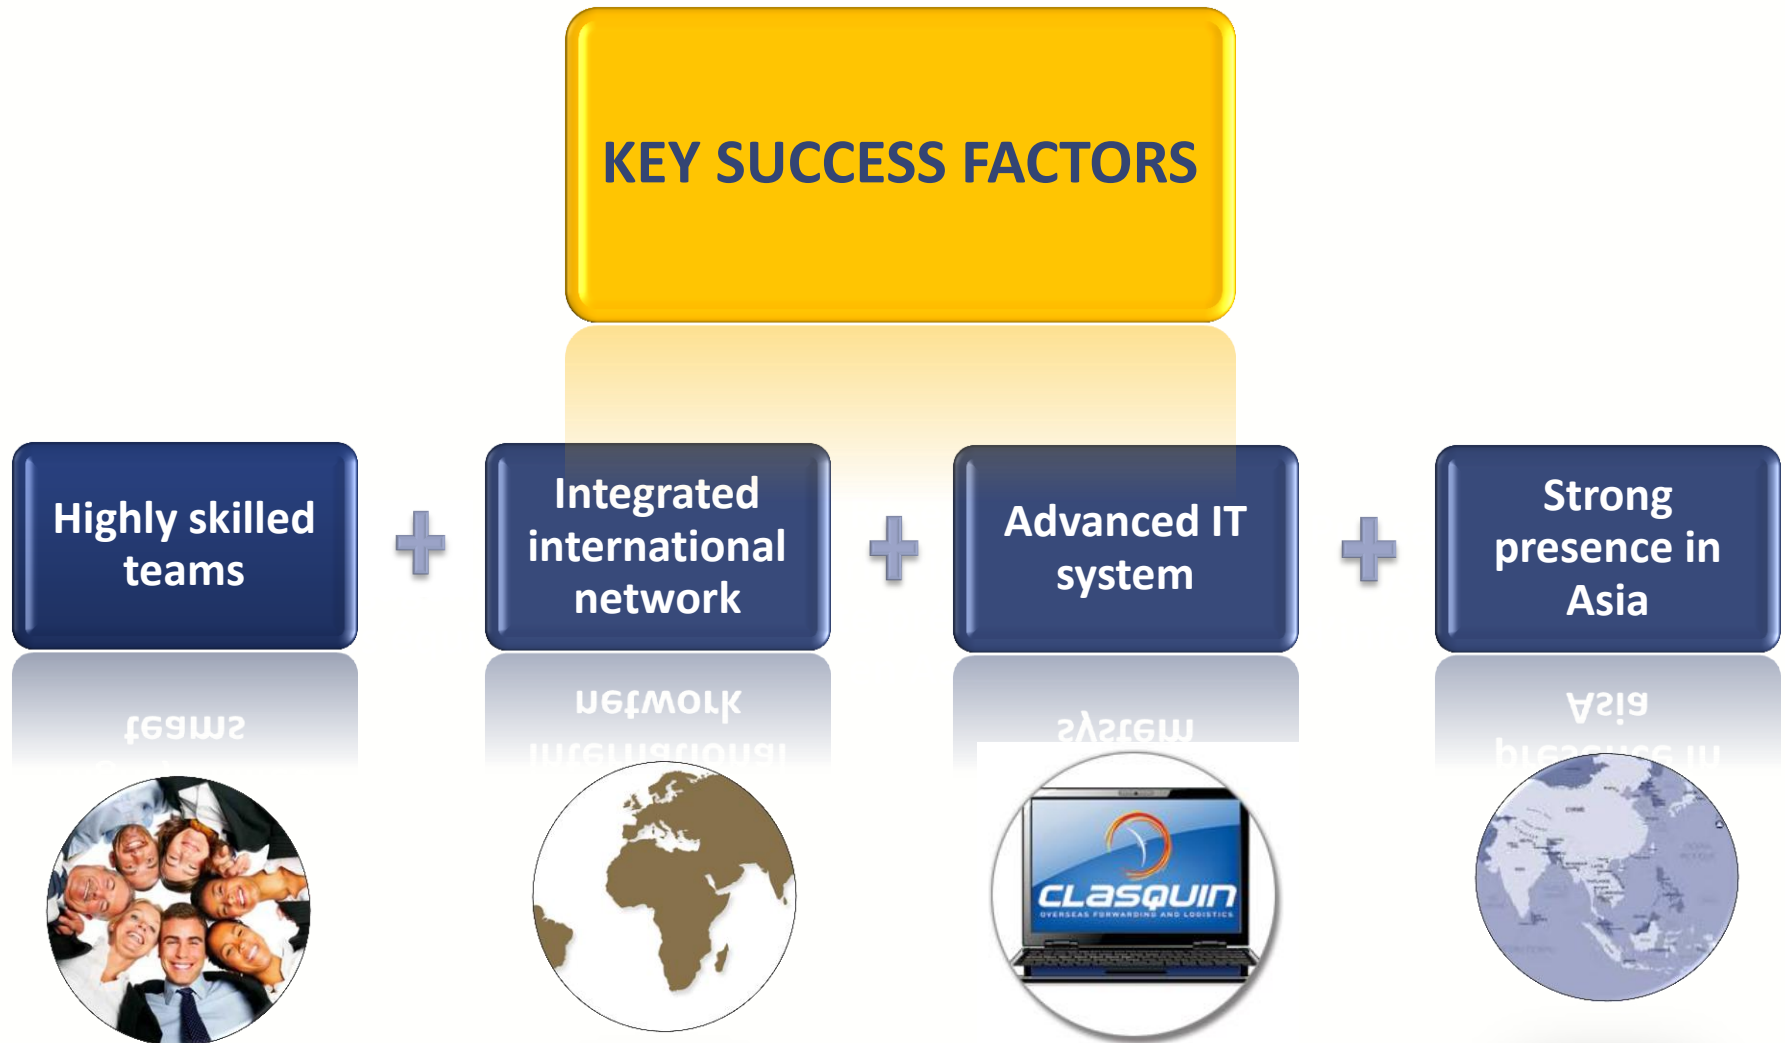 KEY SUCCESS FACTORS
Highly skilled
teams
Integrated
international
network
Advanced IT
system
Strong
presence in
Asia
CLASQUIN
OVERSEAS FORWARDING AND LOGISTICS